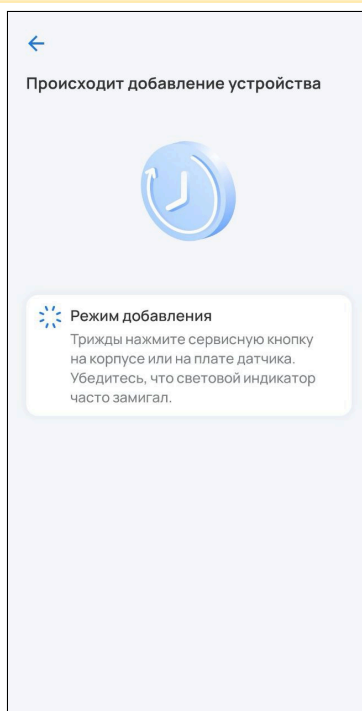 Происходит добавление устройства
Режим добавления
Трижды нажмите сервисную кнопку
на корпусе или на плате датчика.
Убедитесь, что световой индикатор
часто замигал.